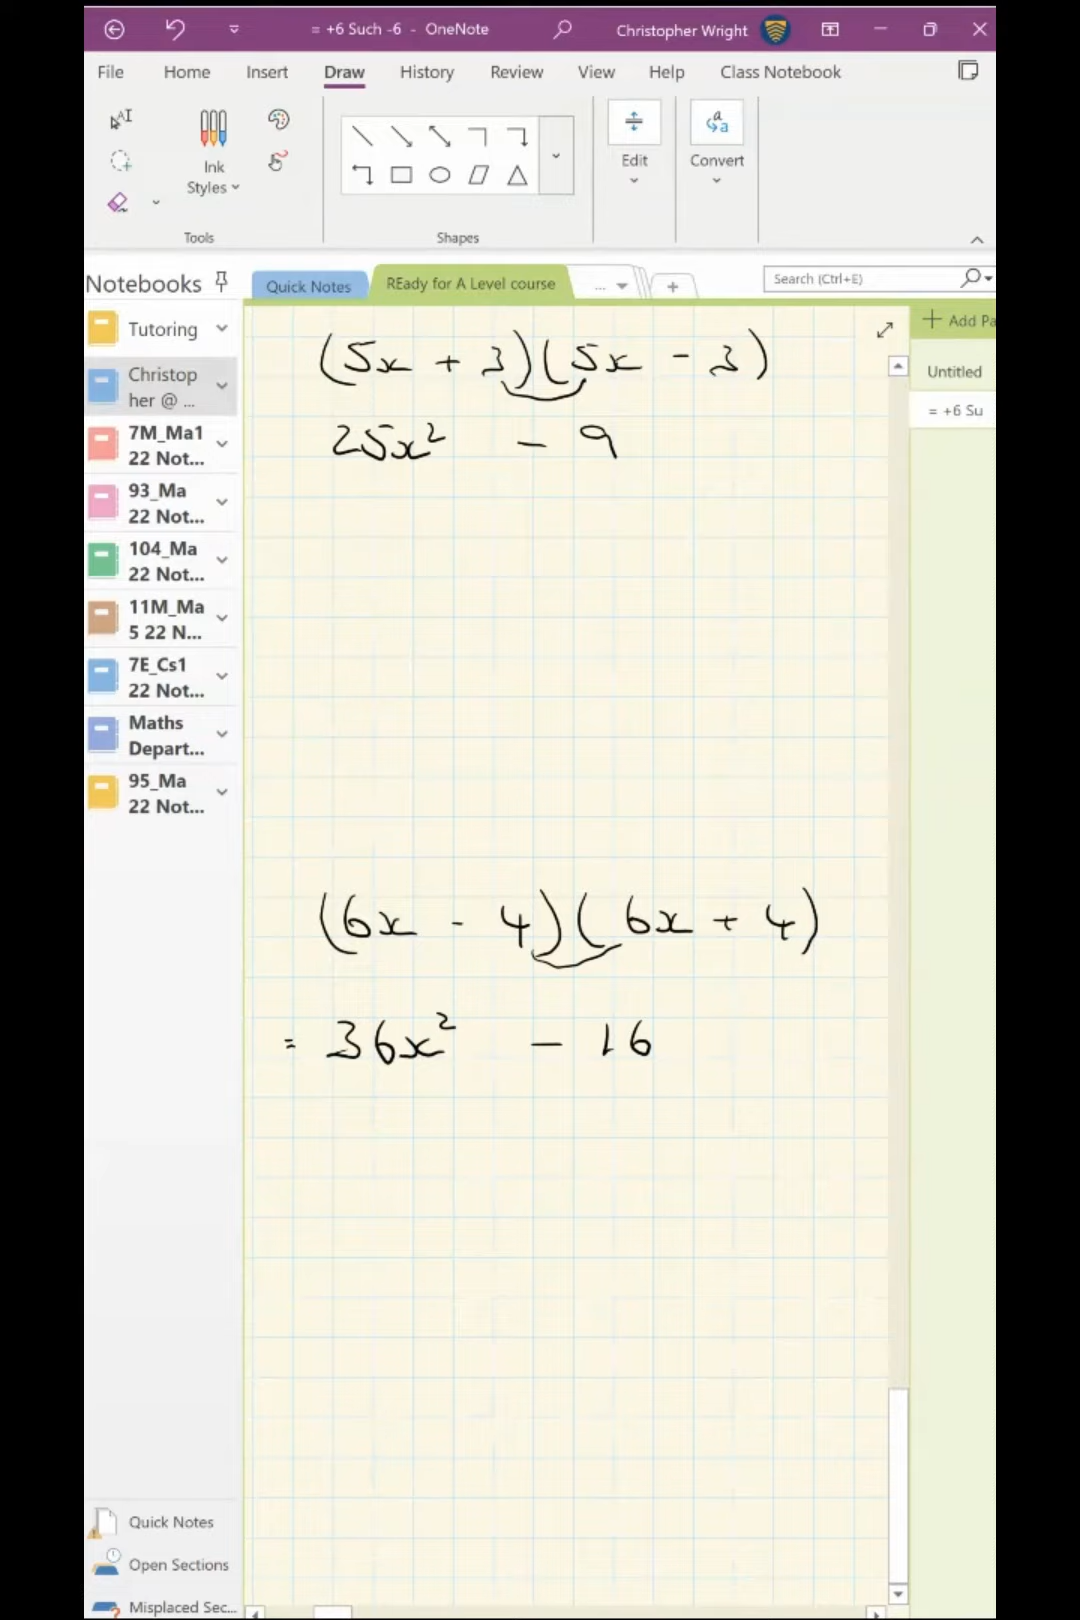 = +6 Such -6 - OneNote
Christopher Wright
File Home Insert Draw History Review View Help Class Notebook
Ink
Styles
Edit
Convert
Tools
Shapes
Notebooks
Quick Notes
REady for A Level course
...
+
Search (Ctrl+E)
Tutoring
Christop
her @ ...
7M_Ma1
22 Not...
93_Ma
22 Not...
104_Ma
22 Not...
11M_Ma
5 22 N...
7E_Cs1
22 Not...
Maths
Depart...
95_Ma
22 Not...
Quick Notes
Open Sections
Misplaced Sec...
(5x + 3)(5x - 3)
25x² - 9
(6x - 4)(6x + 4)
= 36x² - 16
+ Add Pa
Untitled
= +6 Su